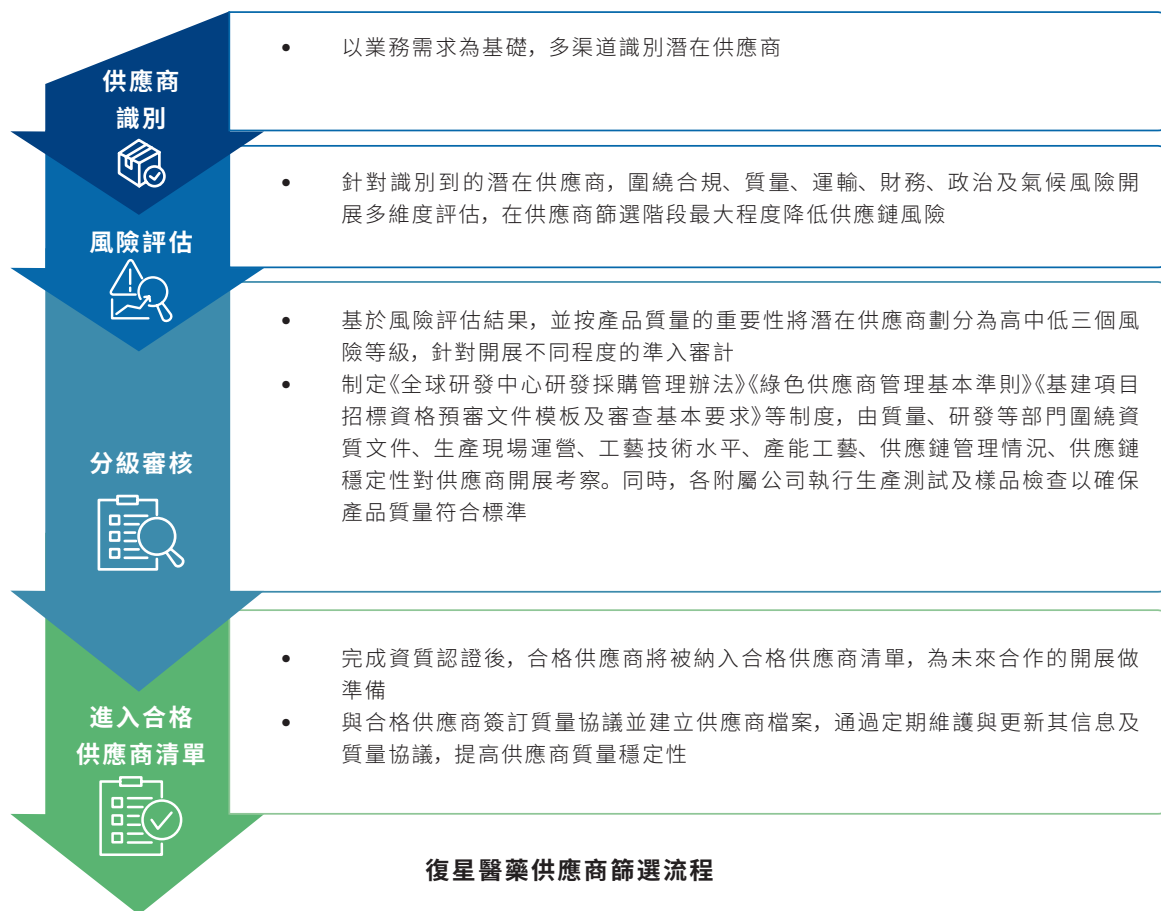 供應商
識別
• 以業務需求為基礎，多渠道識別潛在供應商
風險評估
• 針對識別到的潛在供應商，圍繞合規、質量、運輸、財務、政治及氣候風險開
展多維度評估，在供應商篩選階段最大程度降低供應鏈風險
分級審核
• 基於風險評估結果，並按產品質量的重要性將潛在供應商劃分為高中低三個風
險等級，針對開展不同程度的準入審計
• 制定《全球研發中心研發採購管理辦法》《綠色供應商管理基本準則》《基建項目
招標資格預審文件模板及審查基本要求》等制度，由質量、研發等部門圍繞資
質文件、生產現場運營、工藝技術水平、產能工藝、供應鏈管理情況、供應鏈
穩定性對供應商開展考察。同時，各附屬公司執行生產測試及樣品檢查以確保
產品質量符合標準
進入合格
供應商清單
• 完成資質認證後，合格供應商將被納入合格供應商清單，為未來合作的開展做
準備
• 與合格供應商簽訂質量協議並建立供應商檔案，通過定期維護與更新其信息及
質量協議，提高供應商質量穩定性
復星醫藥供應商篩選流程